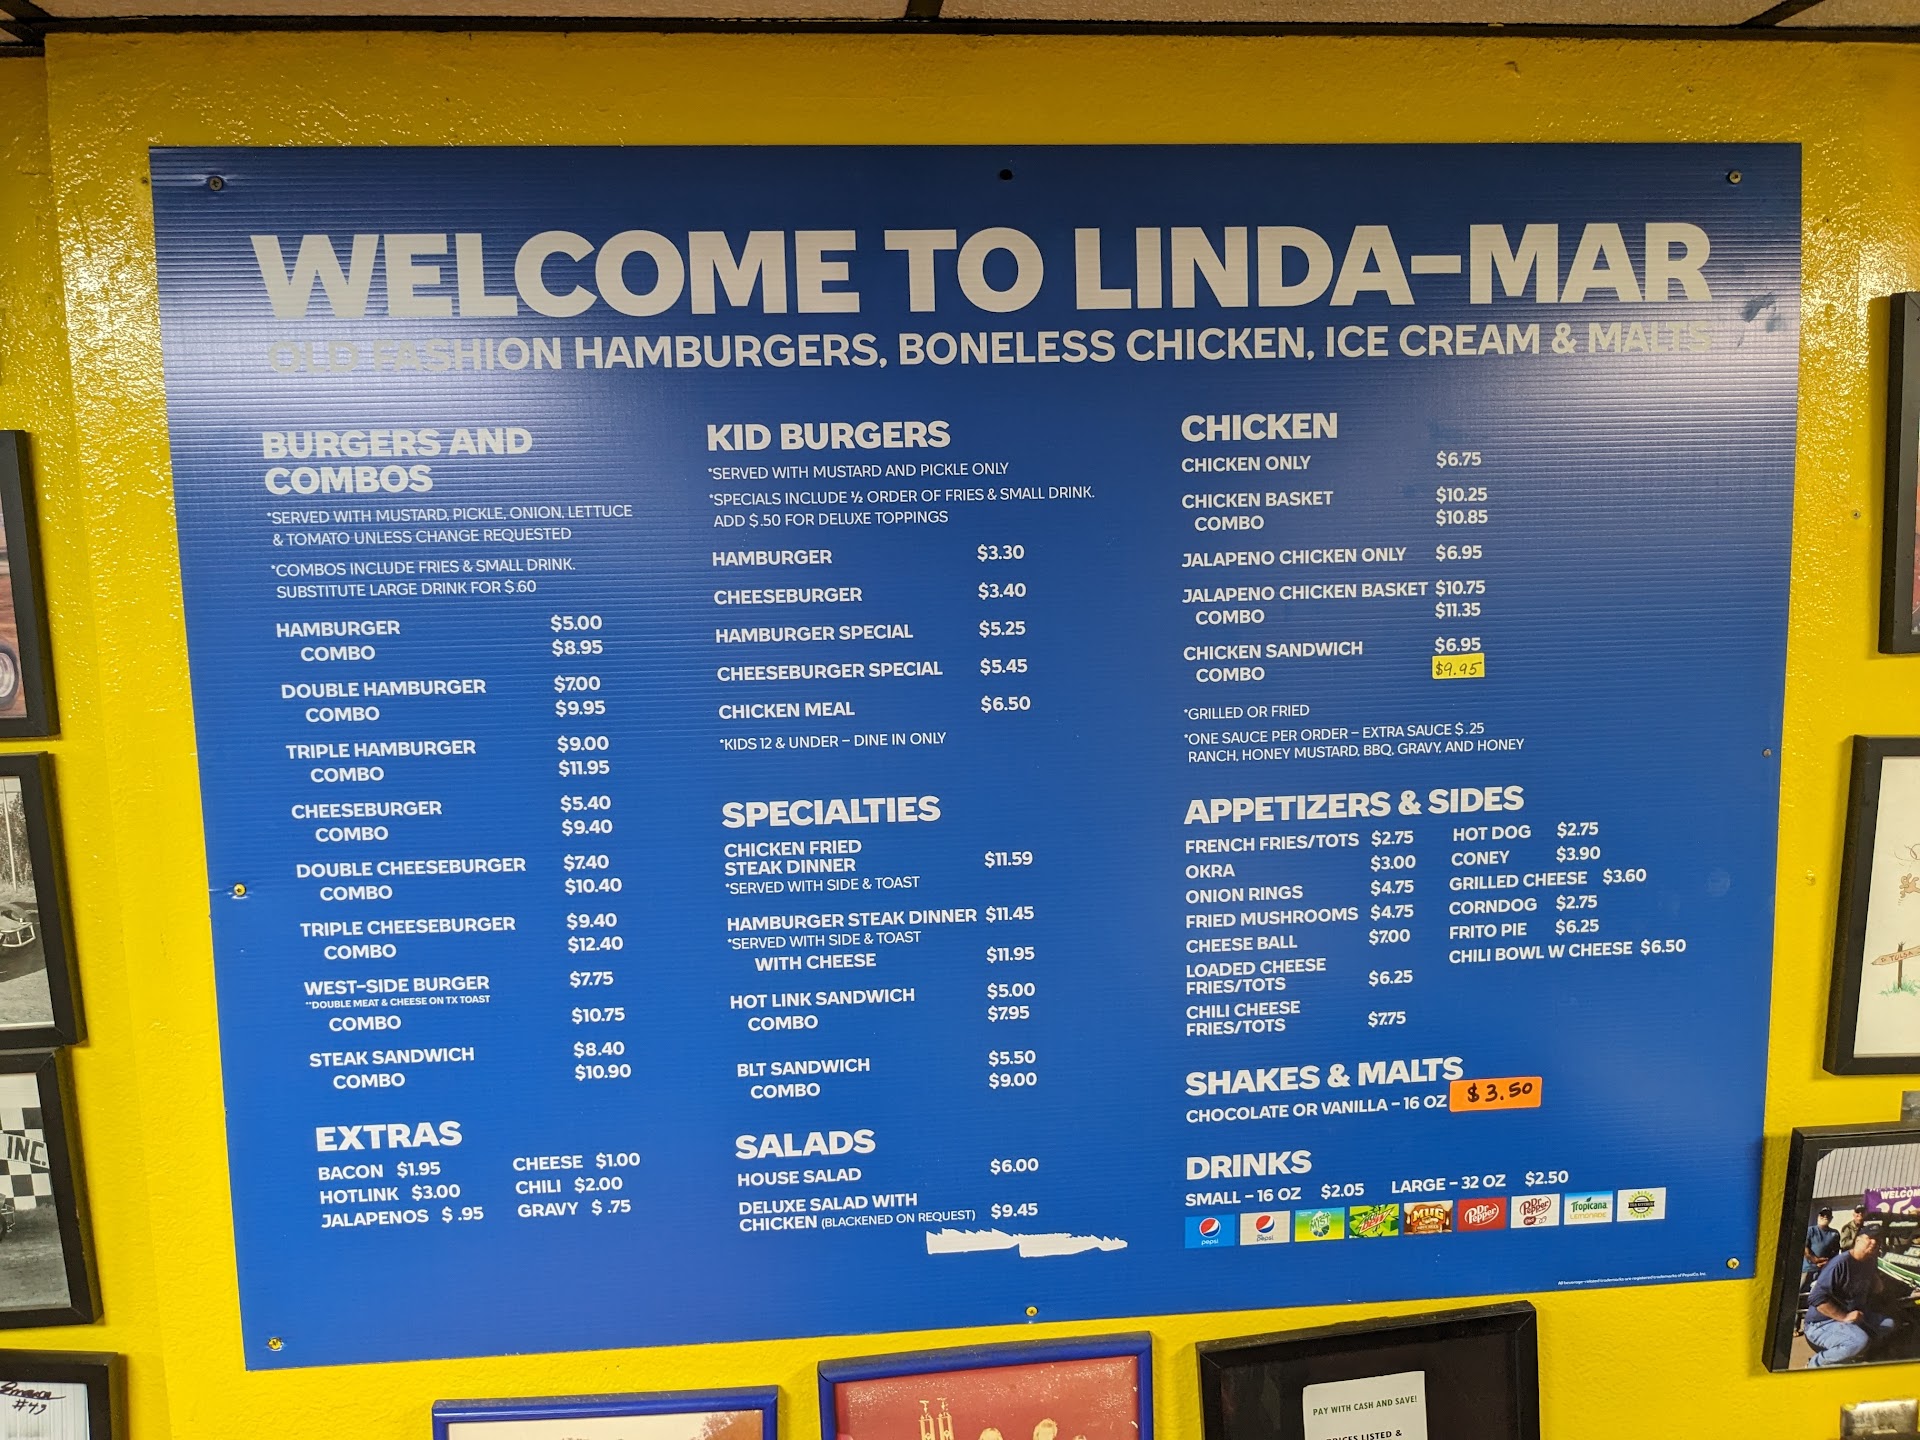 WELCOME TO LINDA-MAR
OLD FASHION HAMBURGERS, BONELESS CHICKEN, ICE CREAM & MALTS
BURGERS AND
COMBOS
*SERVED WITH MUSTARD, PICKLE, ONION, LETTUCE
& TOMATO UNLESS CHANGE REQUESTED
*COMBOS INCLUDE FRIES & SMALL DRINK.
SUBSTITUTE LARGE DRINK FOR $.60
HAMBURGER $5.00
COMBO $8.95
DOUBLE HAMBURGER $7.00
COMBO $9.95
TRIPLE HAMBURGER $9.00
COMBO $11.95
CHEESEBURGER $5.40
COMBO $9.40
DOUBLE CHEESEBURGER $7.40
COMBO $10.40
TRIPLE CHEESEBURGER $9.40
COMBO $12.40
WEST-SIDE BURGER $7.75
**DOUBLE MEAT & CHEESE ON TX TOAST
COMBO $10.75
STEAK SANDWICH $8.40
COMBO $10.90
EXTRAS
BACON $1.95 CHEESE $1.00
HOTLINK $3.00 CHILI $2.00
JALAPENOS $ .95 GRAVY $ .75
KID BURGERS
*SERVED WITH MUSTARD AND PICKLE ONLY
*SPECIALS INCLUDE ½ ORDER OF FRIES & SMALL DRINK.
ADD $.50 FOR DELUXE TOPPINGS
HAMBURGER $3.30
CHEESEBURGER $3.40
HAMBURGER SPECIAL $5.25
CHEESEBURGER SPECIAL $5.45
CHICKEN MEAL $6.50
*KIDS 12 & UNDER – DINE IN ONLY
SPECIALTIES
CHICKEN FRIED
STEAK DINNER $11.59
*SERVED WITH SIDE & TOAST
HAMBURGER STEAK DINNER $11.45
*SERVED WITH SIDE & TOAST
WITH CHEESE $11.95
HOT LINK SANDWICH $5.00
COMBO $7.95
BLT SANDWICH $5.50
COMBO $9.00
SALADS
HOUSE SALAD $6.00
DELUXE SALAD WITH
CHICKEN (BLACKENED ON REQUEST) $9.45
CHICKEN
CHICKEN ONLY $6.75
CHICKEN BASKET $10.25
COMBO $10.85
JALAPENO CHICKEN ONLY $6.95
JALAPENO CHICKEN BASKET $10.75
COMBO $11.35
CHICKEN SANDWICH $6.95
COMBO $9.95
*GRILLED OR FRIED
*ONE SAUCE PER ORDER – EXTRA SAUCE $.25
RANCH, HONEY MUSTARD, BBQ, GRAVY, AND HONEY
APPETIZERS & SIDES
FRENCH FRIES/TOTS $2.75
OKRA $3.00
ONION RINGS $4.75
FRIED MUSHROOMS $4.75
CHEESE BALL $7.00
LOADED CHEESE
FRIES/TOTS $6.25
CHILI CHEESE
FRIES/TOTS $7.75
HOT DOG $2.75
CONEY $3.90
GRILLED CHEESE $3.60
CORNDOG $2.75
FRITO PIE $6.25
CHILI BOWL W CHEESE $6.50
SHAKES & MALTS
CHOCOLATE OR VANILLA – 16 OZ $3.50
DRINKS
SMALL – 16 OZ $2.05 LARGE – 32 OZ $2.50
pepsi
pepsi
MIST
MUG
Dr Pepper
Dr Pepper
Tropicana
LEMONADE
INC.
#49
TULSA
WELCOM
PAY WITH CASH AND SAVE!
LISTED &